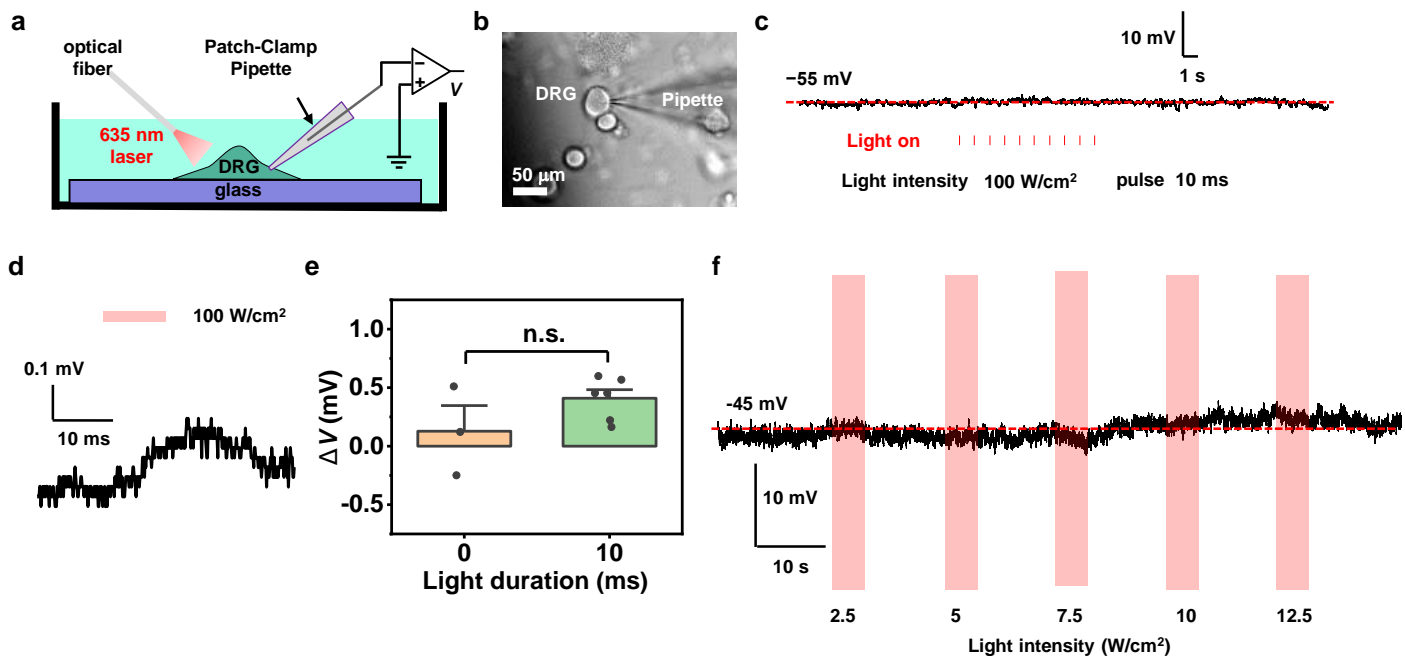 a
optical
fiber
Patch-Clamp
Pipette
−
+
V
635 nm
laser
DRG
glass
b
DRG
Pipette
50 μm
c
10 mV
1 s
−55 mV
Light on
Light intensity 100 W/cm²
pulse 10 ms
d
100 W/cm²
0.1 mV
10 ms
e
n.s.
1.0
0.5
0.0
-0.5
Δ V (mV)
0
10
Light duration (ms)
f
-45 mV
10 mV
10 s
2.5
5
7.5
10
12.5
Light intensity (W/cm²)